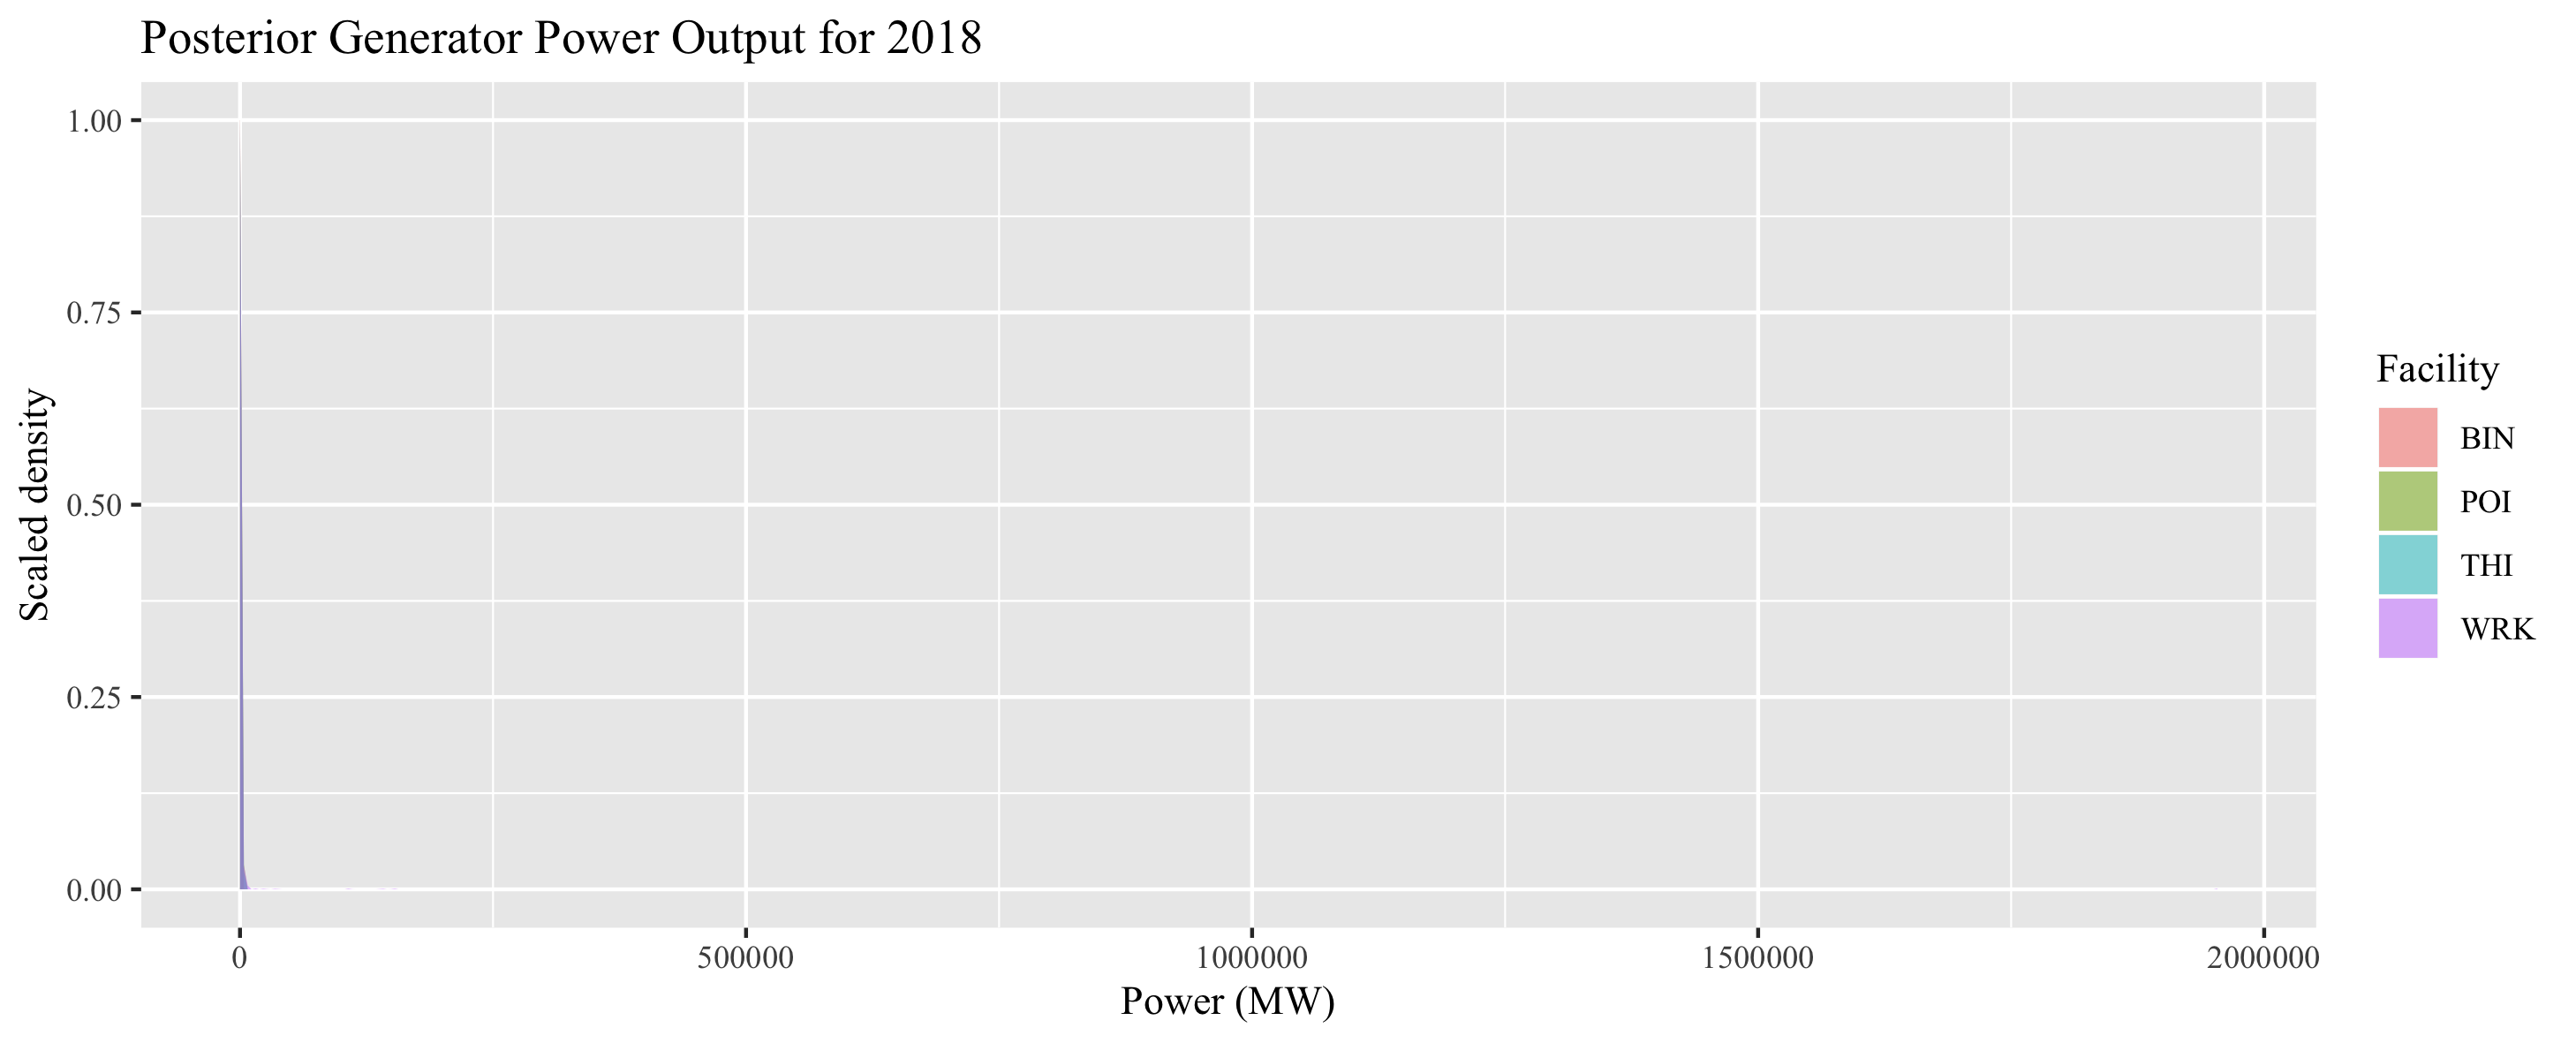 Posterior Generator Power Output for 2018
Scaled density
1.00
0.75
0.50
0.25
0.00
0 500000 1000000 1500000 2000000
Power (MW)
Facility
BIN
POI
THI
WRK